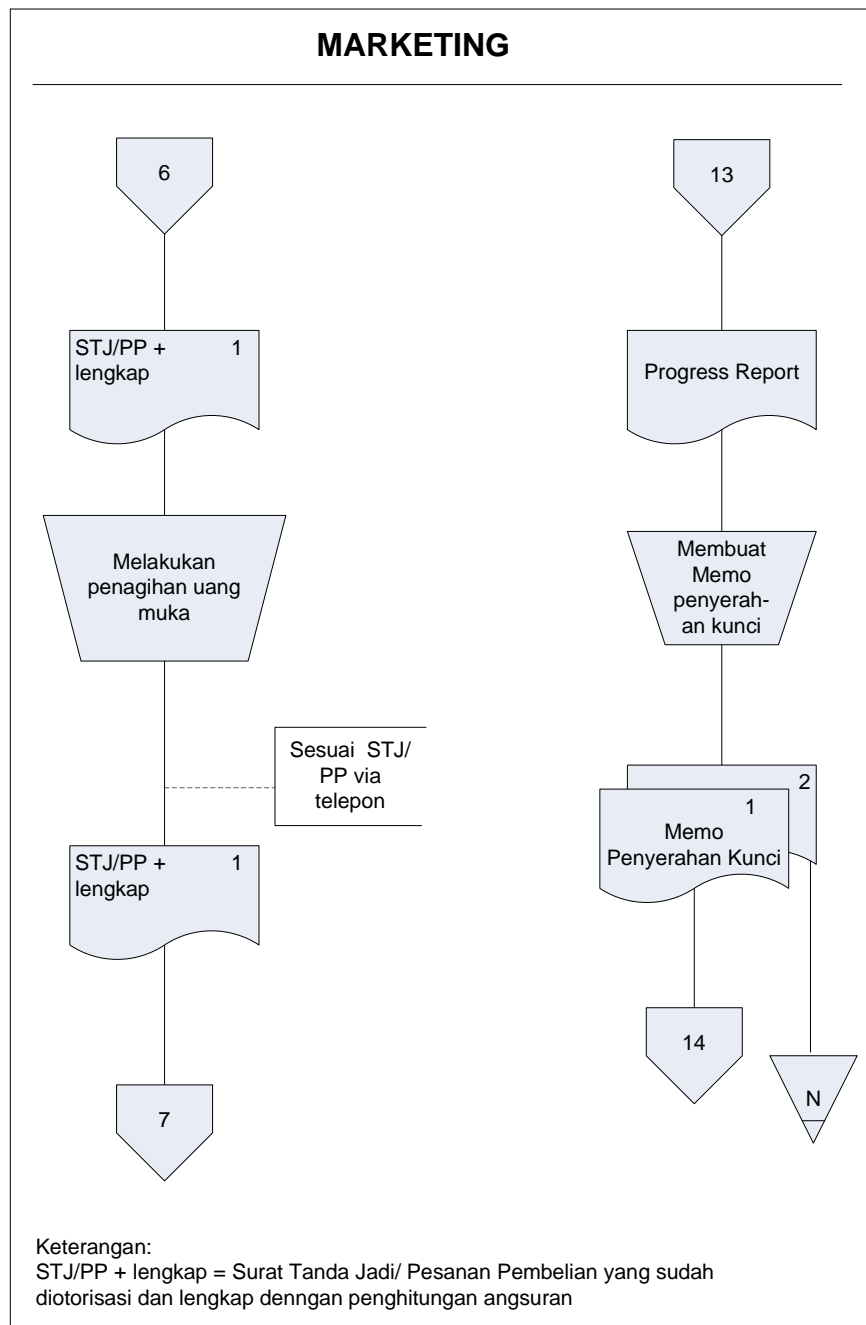 MARKETING
6
STJ/PP + 1
lengkap
Melakukan
penagihan uang
muka
Sesuai STJ/
PP via
telepon
STJ/PP + 1
lengkap
7
13
Progress Report
Membuat
Memo
penyerah-
an kunci
2
1
Memo
Penyerahan Kunci
14
N
Keterangan:
STJ/PP + lengkap = Surat Tanda Jadi/ Pesanan Pembelian yang sudah
diotorisasi dan lengkap denngan penghitungan angsuran